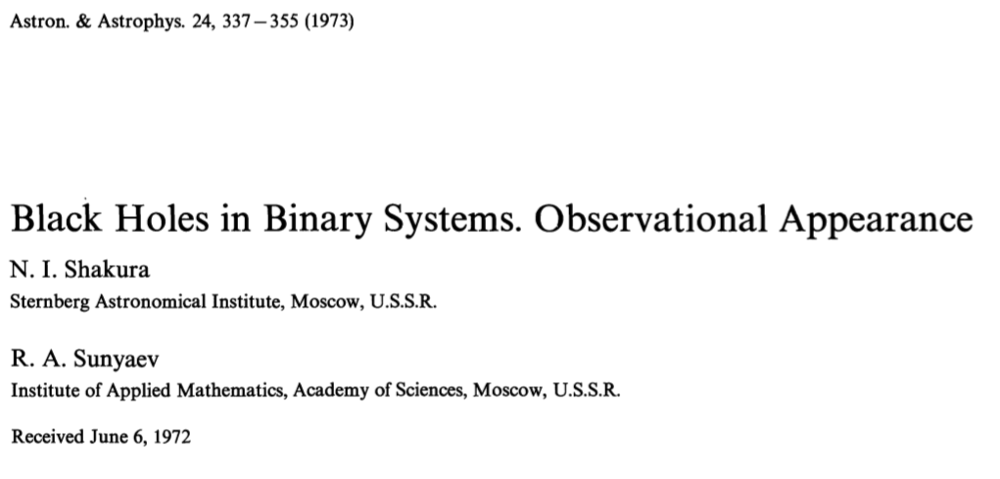 Astron. & Astrophys. 24, 337–355 (1973)
Black Holes in Binary Systems. Observational Appearance
N. I. Shakura
Sternberg Astronomical Institute, Moscow, U.S.S.R.
R. A. Sunyaev
Institute of Applied Mathematics, Academy of Sciences, Moscow, U.S.S.R.
Received June 6, 1972